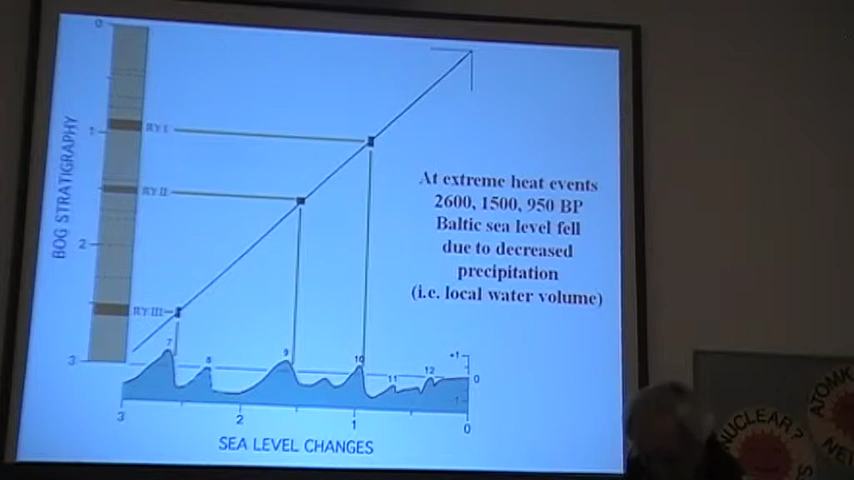 0
1
2
3
BOG STRATIGRAPHY
RY I
RY II
RY III
At extreme heat events
2600, 1500, 950 BP
Baltic sea level fell
due to decreased
precipitation
(i.e. local water volume)
7
8
9
10
11
12
+1
0
3
2
1
0
SEA LEVEL CHANGES
NUCLEAR?
ATOMK
NE